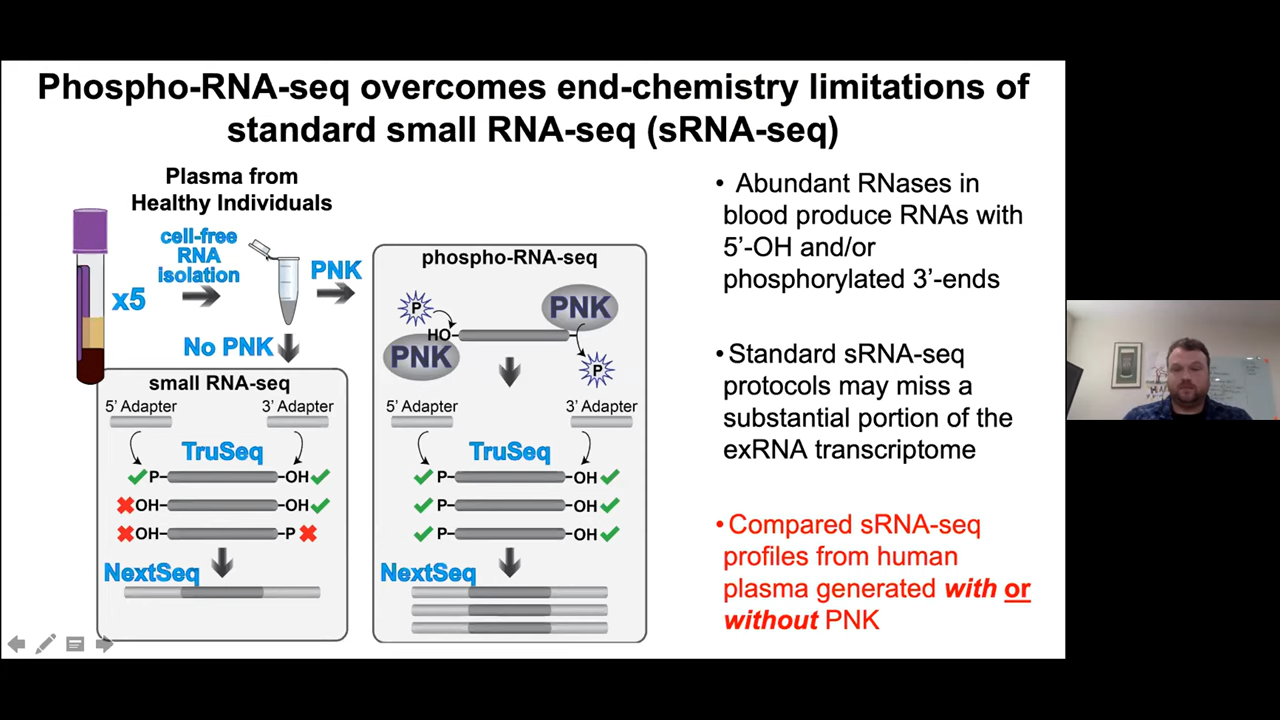 Phospho-RNA-seq overcomes end-chemistry limitations of
standard small RNA-seq (sRNA-seq)
Plasma from
Healthy Individuals
cell-free
RNA
isolation
x5
PNK
No PNK
small RNA-seq
5’ Adapter
3’ Adapter
TruSeq
P
OH
OH
OH
OH
P
NextSeq
phospho-RNA-seq
P
PNK
HO
PNK
P
5’ Adapter
3’ Adapter
TruSeq
P
OH
P
OH
P
OH
NextSeq
• Abundant RNases in
blood produce RNAs with
5’-OH and/or
phosphorylated 3’-ends
• Standard sRNA-seq
protocols may miss a
substantial portion of the
exRNA transcriptome
• Compared sRNA-seq
profiles from human
plasma generated with or
without PNK